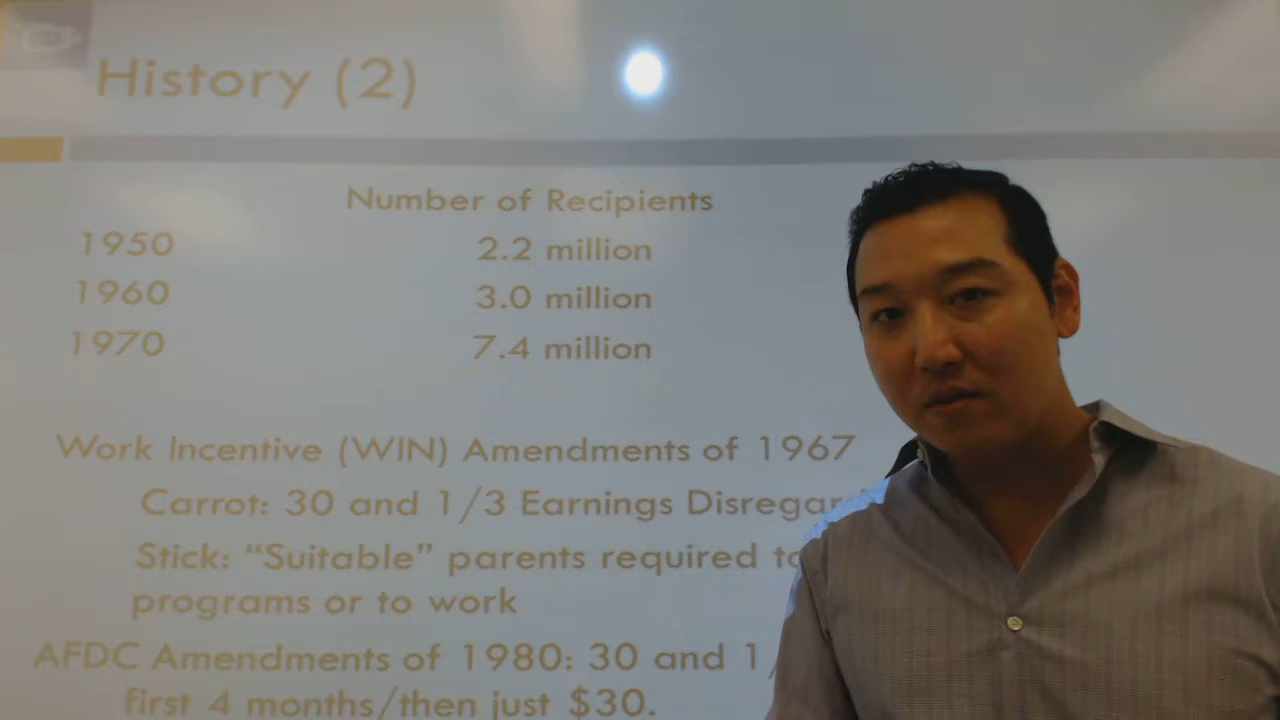 History (2)
Number of Recipients
1950 2.2 million
1960 3.0 million
1970 7.4 million
Work Incentive (WIN) Amendments of 1967
Carrot: 30 and 1/3 Earnings
Stick: “Suitable” parents required
programs or to work
AFDC Amendments of 1980: 30 and
first 4 months/then just $30.